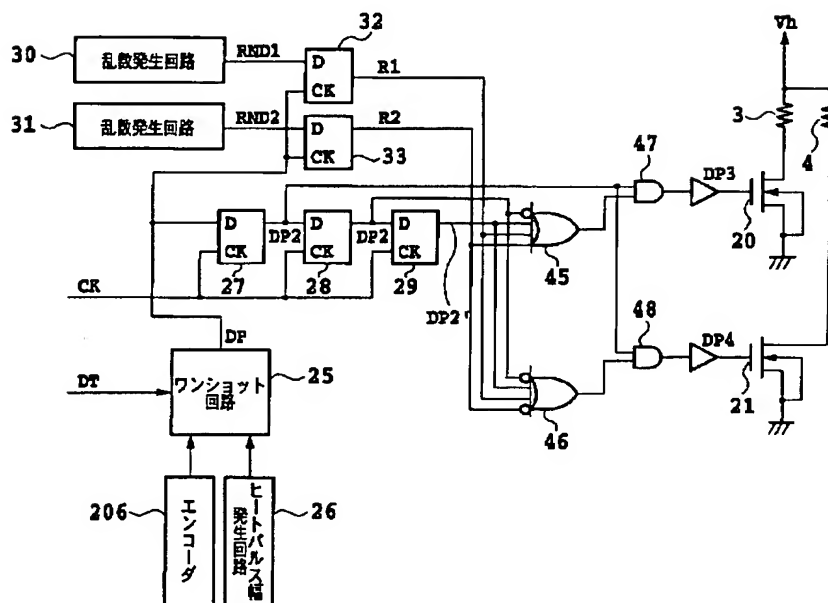 32
Vh
30
乱数発生回路
RND1
D
CK
R1
3
4
31
乱数発生回路
RND2
D
CK
R2
33
47
DP3
20
D
CK
27
DP2
D
CK
28
DP2
D
CK
29
DP2'
45
CK
DP
48
DP4
21
DT
ワンショット
回路
25
46
206
エンコーダ
ヒートパルス幅
発生回路
26